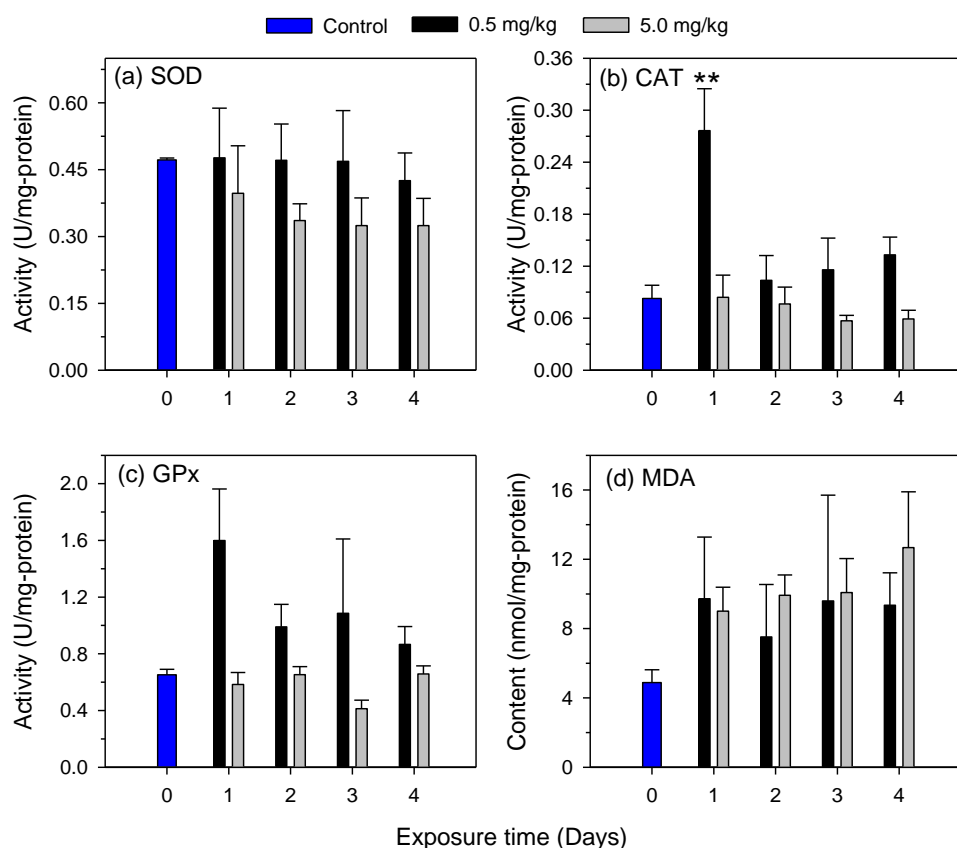 Control 0.5 mg/kg 5.0 mg/kg
(a) SOD
Activity (U/mg-protein)
0.60
0.45
0.30
0.15
0.00
0 1 2 3 4
(b) CAT **
Activity (U/mg-protein)
0.36
0.30
0.24
0.18
0.12
0.06
0.00
0 1 2 3 4
(c) GPx
Activity (U/mg-protein)
2.0
1.6
1.2
0.8
0.4
0.0
0 1 2 3 4
(d) MDA
Content (nmol/mg-protein)
16
12
8
4
0
0 1 2 3 4
Exposure time (Days)